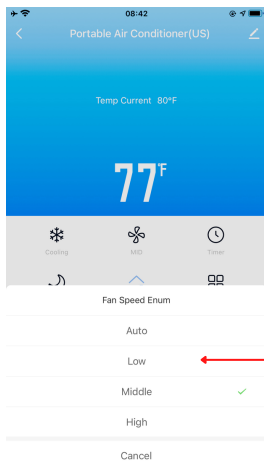 08:42
Portable Air Conditioner(US)
Temp Current 80°F
77°F
Cooling MID Timer
Fan Speed Enum
Auto
Low
Middle
High
Cancel